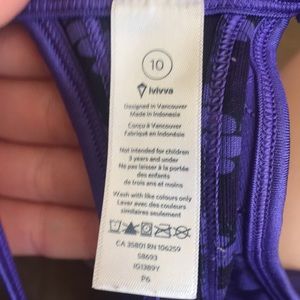 10
ivivva
Designed in Vancouver
Made in Indonesia
Conçu à Vancouver
Fabriqué en Indonésie
Not intended for children
3 years and under
Ne convient pas à la portée
des enfants
de trois ans et moins
Wash with like colours only
Laver avec des couleurs
similaires seulement
CA 35801 RN 106259
58693
IG1389Y
P6